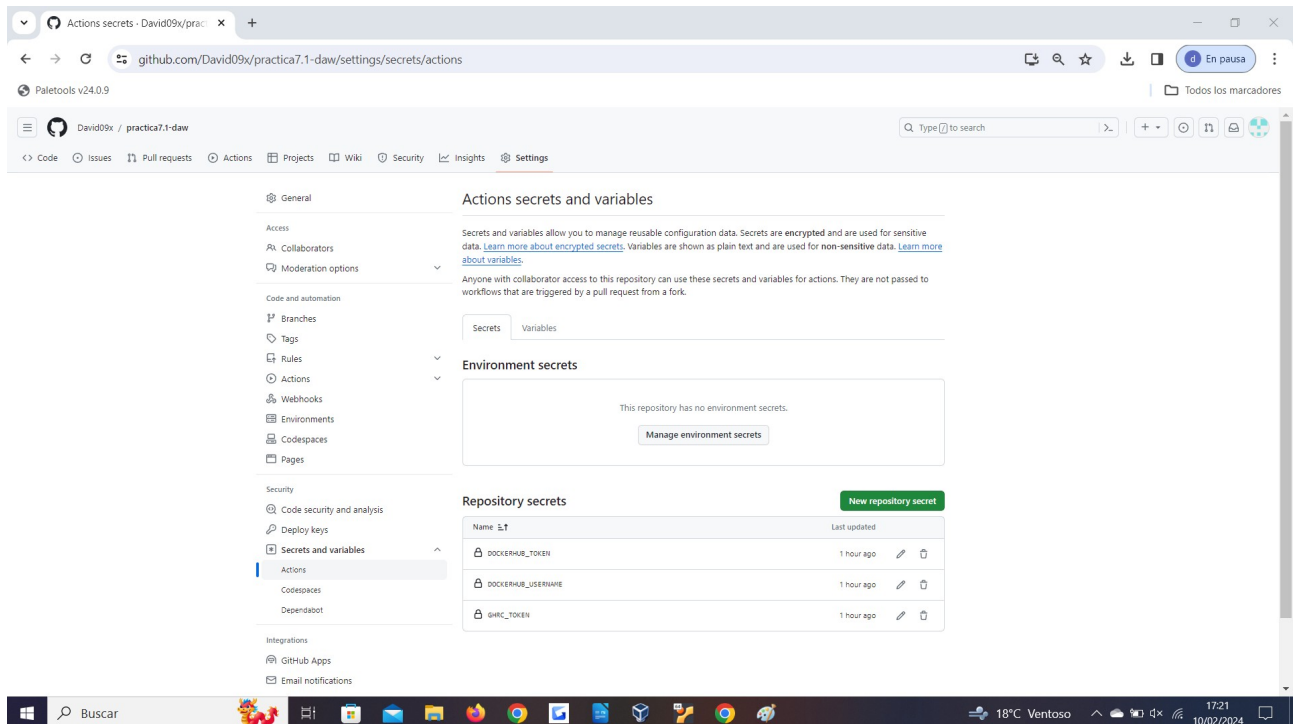 Actions secrets · David09x/prac
github.com/David09x/practica7.1-daw/settings/secrets/actions
d En pausa
Paletools v24.0.9
Todos los marcadores
David09x / practica7.1-daw
Type / to search
Code Issues Pull requests Actions Projects Wiki Security Insights Settings
General
Access
Collaborators
Moderation options
Code and automation
Branches
Tags
Rules
Actions
Webhooks
Environments
Codespaces
Pages
Security
Code security and analysis
Deploy keys
Secrets and variables
Actions
Codespaces
Dependabot
Integrations
GitHub Apps
Email notifications
Actions secrets and variables
Secrets and variables allow you to manage reusable configuration data. Secrets are encrypted and are used for sensitive
data. Learn more about encrypted secrets. Variables are shown as plain text and are used for non-sensitive data. Learn more
about variables.
Anyone with collaborator access to this repository can use these secrets and variables for actions. They are not passed to
workflows that are triggered by a pull request from a fork.
Secrets Variables
Environment secrets
This repository has no environment secrets.
Manage environment secrets
Repository secrets
New repository secret
Name Last updated
DOCKERHUB_TOKEN 1 hour ago
DOCKERHUB_USERNAME 1 hour ago
GHRC_TOKEN 1 hour ago
Buscar
18°C Ventoso
17:21
10/02/2024